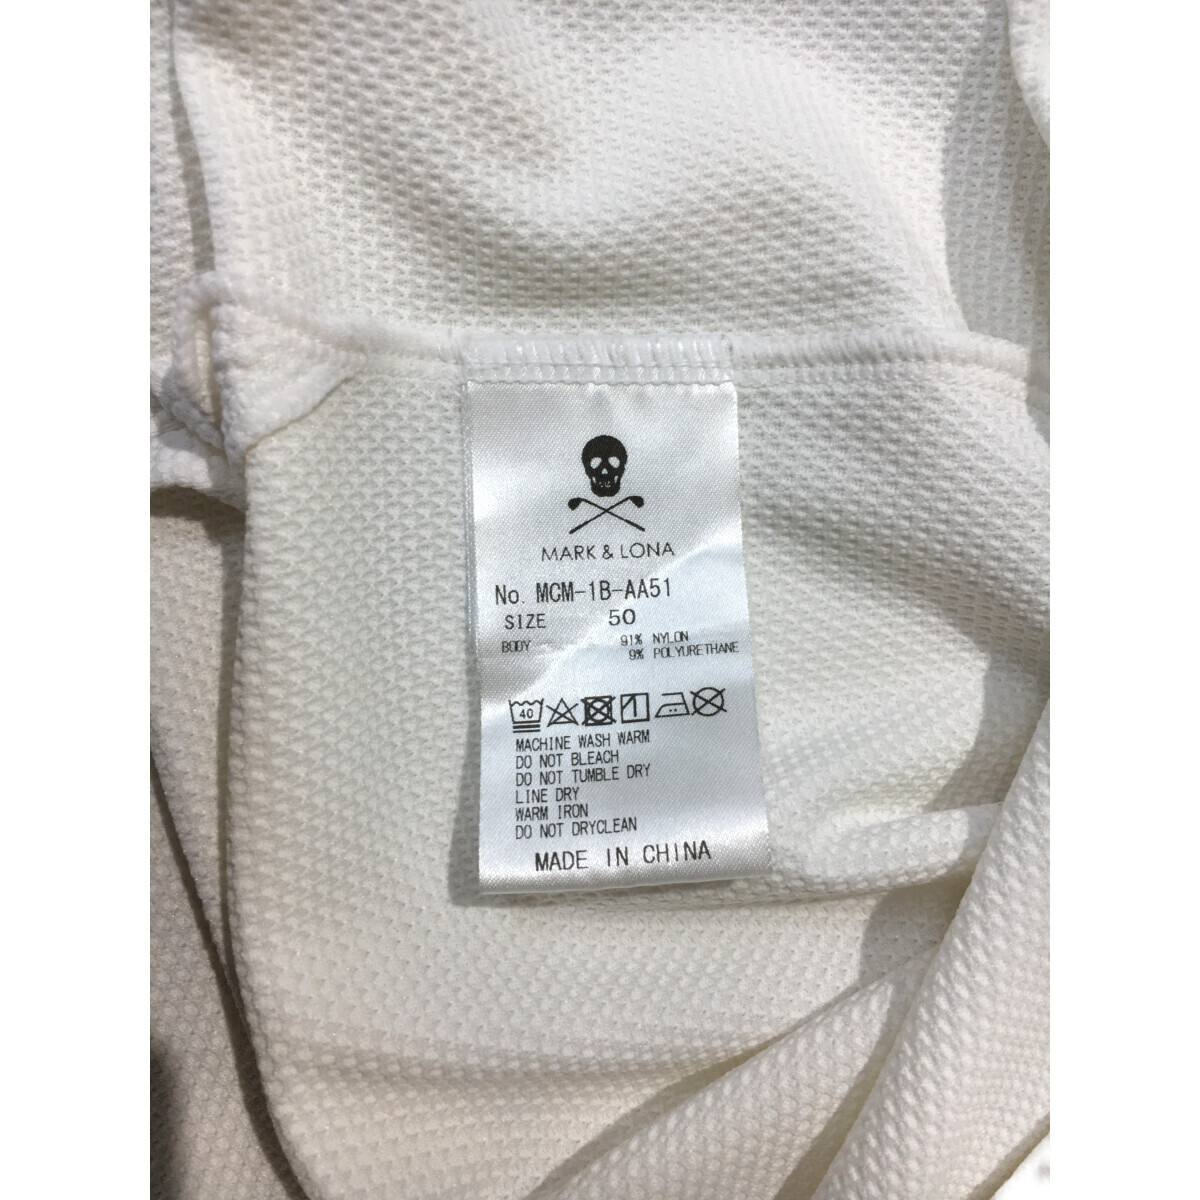 MARK & LONA
No. MCM-1B-AA51
SIZE 50
BODY 91% NYLON
9% POLYURETHANE
40
MACHINE WASH WARM
DO NOT BLEACH
DO NOT TUMBLE DRY
LINE DRY
WARM IRON
DO NOT DRYCLEAN
MADE IN CHINA